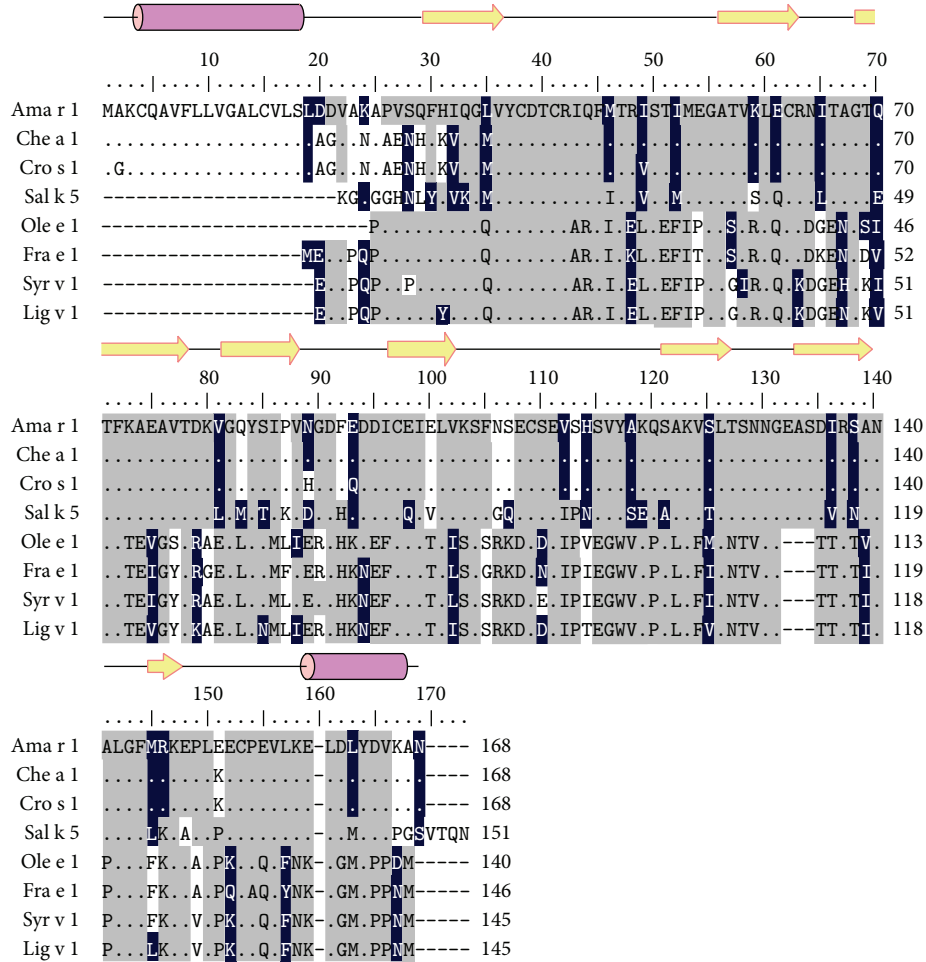 10 20 30 40 50 60 70
Ama r 1 MAKCQAVFLLVGALCVLSLDDVAKAPVSQFHIQGLVYCDTCRIQFMTRISTIMEGATVKLECRNITAGTQ 70
Che a 1 ...................AG..N.AENH.KV..M................................... 70
Cro s 1 .G.................AG..N.AENH.KV..M.............V..................... 70
Sal k 5 ---------------------KG.GGHNLY.VK.M..........I..V..M......S.Q...L....E 49
Ole e 1 ------------------------P.........Q.......AR.I.EL.EFIP..S.R.Q..DGEN.SI 46
Fra e 1 ------------------ME..PQP.........Q.......AR.I.KL.EFIT..S.R.Q..DKEN.DV 52
Syr v 1 -------------------E..PQP..P......Q.......AR.I.EL.EFIP..GIR.Q.KDGEH.KI 51
Lig v 1 -------------------E..PQP.....Y...Q.......AR.I.EL.EFIP..G.R.Q.KDGEN.KV 51
80 90 100 110 120 130 140
Ama r 1 TFKAEAVTDKVGQYSIPVNGDFEDDICEIELVKSFNSECSEVSHSVYAKQSAKVSLTSNNGEASDIRSAN 140
Che a 1 ...................................................................... 140
Cro s 1 ..................H...Q............................................... 140
Sal k 5 ..........L.M.T.K.D..H.....Q.V.....GQ....IPN...SE.A...T..........V.N.. 119
Ole e 1 ..TEVGS.RAE.L..MLIER.HK.EF...T.IS.SRKD.D.IPVEGWV.P.L.FM.NTV..---TT.TV. 113
Fra e 1 ..TEIGY.RGE.L..MF.ER.HKNEF...T.LS.GRKD.N.IPIEGWV.P.L.FI.NTV..---TT.TI. 119
Syr v 1 ..TEIGY.RAE.L..ML.E..HKNEF...T.LS.SRKD.E.IPVEGWV.P.L.FI.NTV..---TT.TI. 118
Lig v 1 ..TEVGY.KAE.L.NMLIER.HKNEF...T.IS.SRKD.D.IPTEGWV.P.L.FV.NTV..---TT.TI. 118
150 160 170
Ama r 1 ALGFMRKEPLEECPEVLKE-LDLYDVKAN---- 168
Che a 1 ..........K........-.........---- 168
Cro s 1 ..........K........-.........---- 168
Sal k 5 ....LK.A..P........-..M...PGSVTQN 151
Ole e 1 P...FK..A.PK..Q.FNK-.GM.PPDM----- 140
Fra e 1 P...FK..A.PQ.AQ.YNK-.GM.PPNM----- 146
Syr v 1 P...FK..V.PK..Q.FNK-.GM.PPNM----- 145
Lig v 1 P...LK..V.PK..Q.FNK-.GM.PPNM----- 145